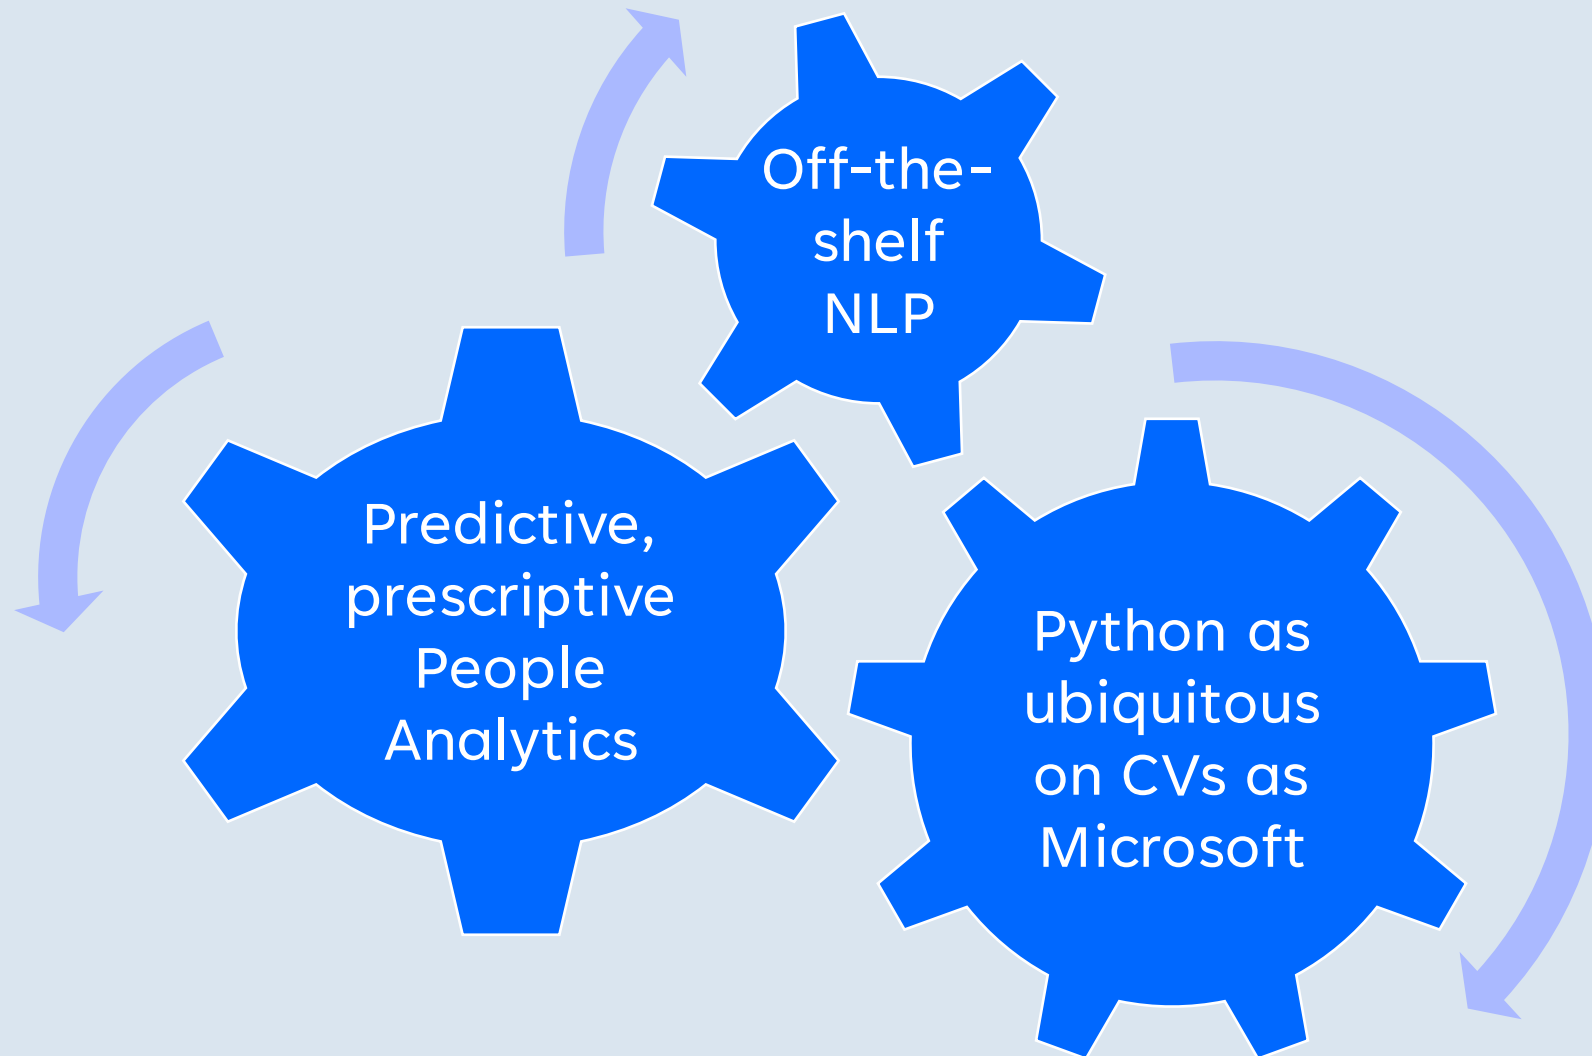 Off-the-
shelf
NLP
Predictive,
prescriptive
People
Analytics
Python as
ubiquitous
on CVs as
Microsoft